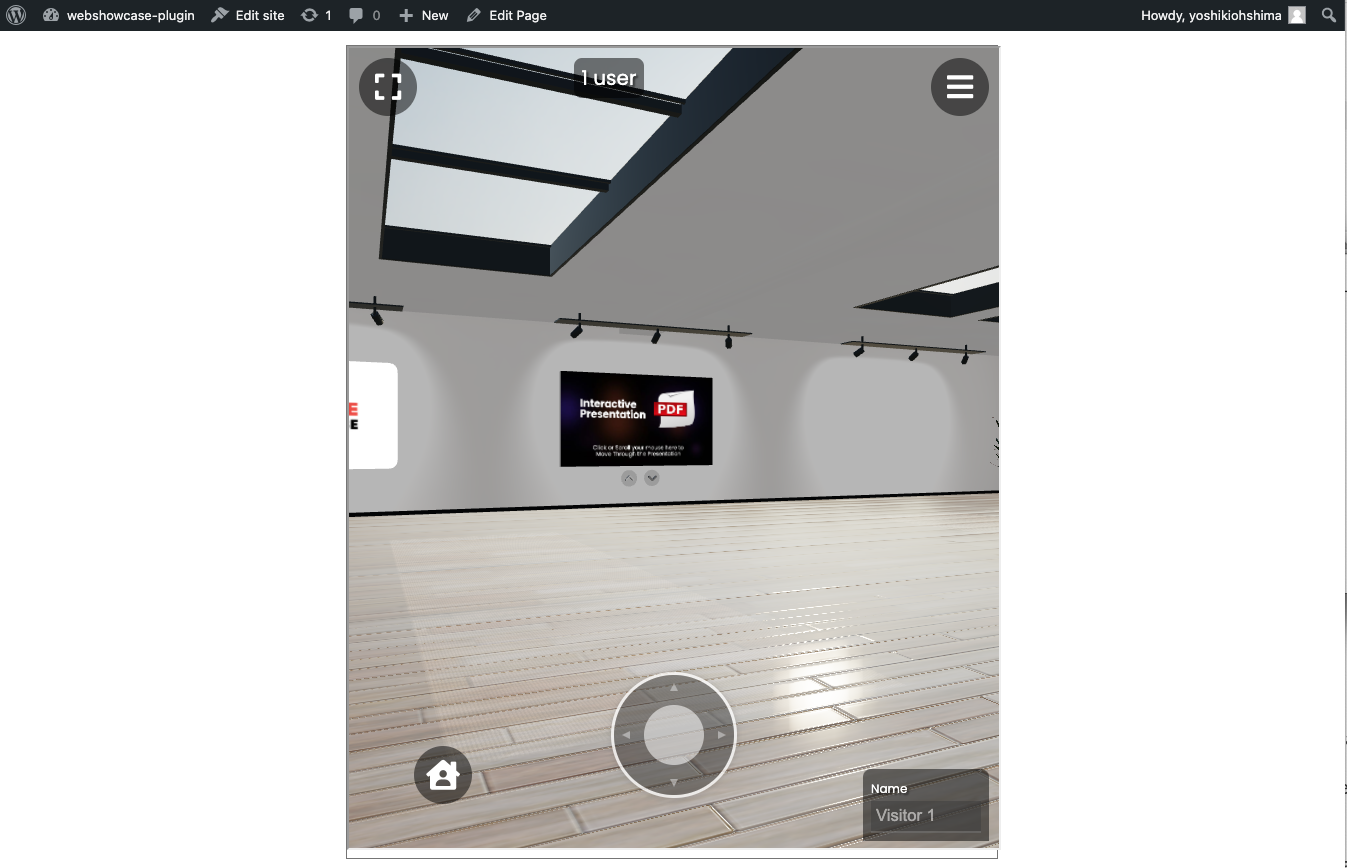 webshowcase-plugin
Edit site
1
0
New
Edit Page
Howdy, yoshikiohshima
1 user
E
E
Interactive
Presentation
PDF
Click or Scroll your mouse here to
Move Through the Presentation
Name
Visitor 1